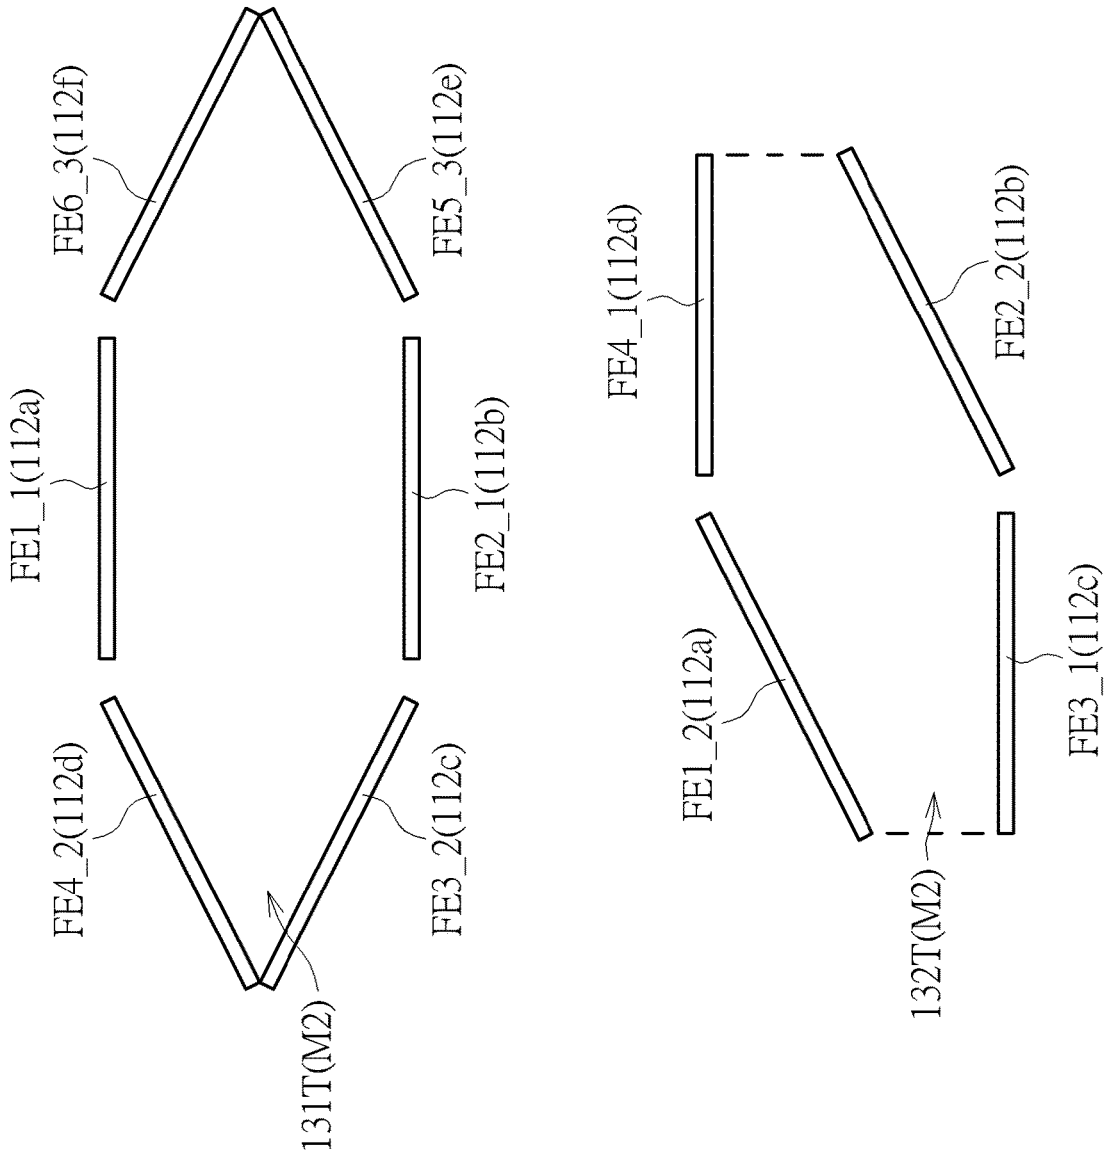 FE6_3(112f)
FE5_3(112e)
FE1_1(112a)
FE2_1(112b)
FE4_2(112d)
FE3_2(112c)
131T(M2)
FE4_1(112d)
FE2_2(112b)
FE1_2(112a)
FE3_1(112c)
132T(M2)